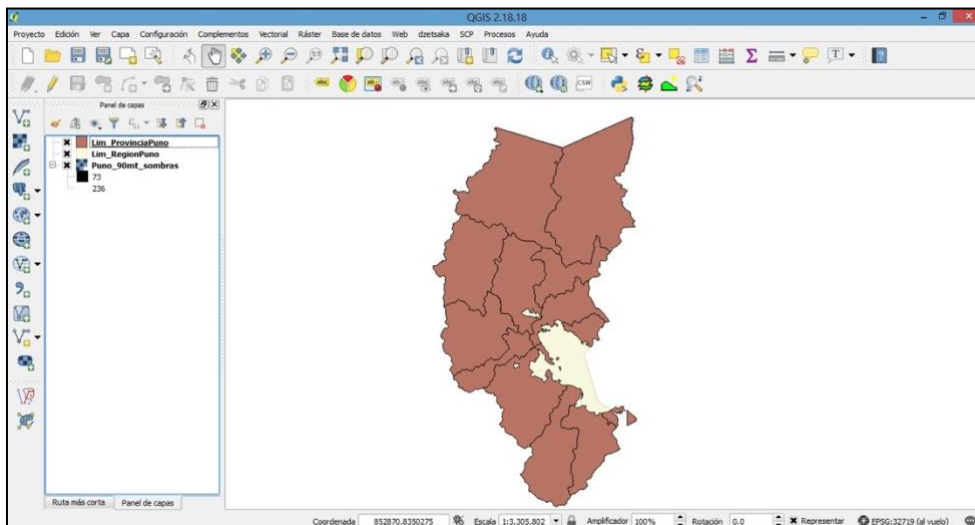 QGIS 2.18.18
Proyecto Edición Ver Capa Configuración Complementos Vectorial Ráster Base de datos Web dzetsaka SCP Procesos Ayuda
Panel de capas
Lim_ProvinciaPuno
Lim_RegionPuno
Puno_90mt_sombras
73
236
Ruta más corta Panel de capas
Coordenada 852870,8350275 Escala 1:3,305,802 Amplificador 100% Rotación 0.0 Representar EPSG:32719 (al vuelo)